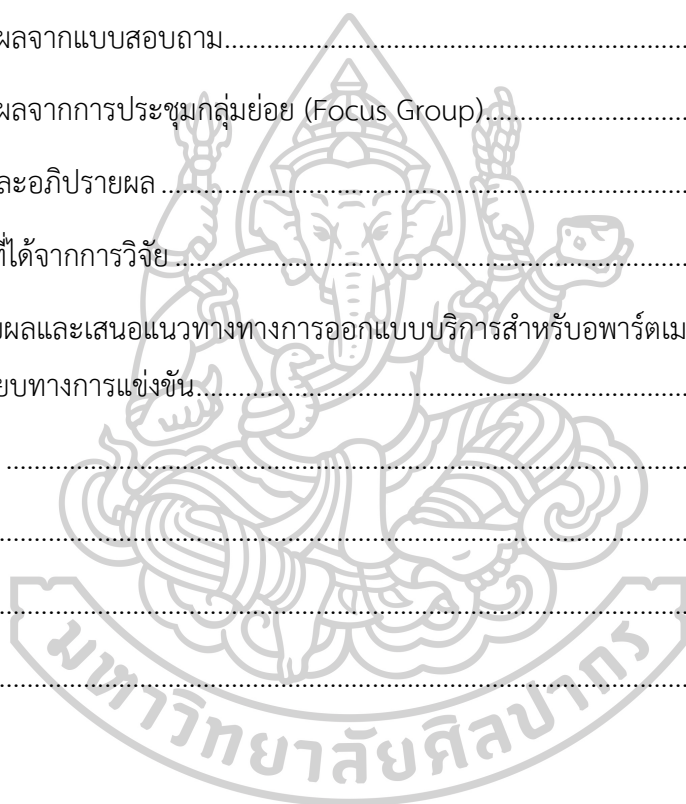 ผลจากแบบสอบถาม
ผลจากการประชุมกลุ่มย่อย (Focus Group)
ละอภิปรายผล
ที่ได้จากการวิจัย
ผลและเสนอแนวทางทางการออกแบบบริการสำหรับอพาร์ตเม
ยบทางการแข่งขัน
มหาวิทยาลัยศิลปากร